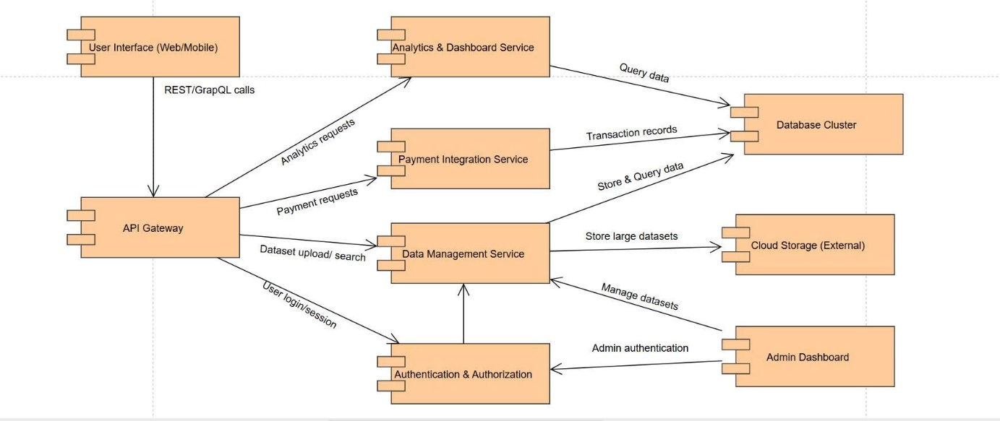 User Interface (Web/Mobile)
Analytics & Dashboard Service
Query data
REST/GrapQL calls
Database Cluster
Analytics requests
Transaction records
Payment Integration Service
Store & Query data
Payment requests
API Gateway
Store large datasets
Cloud Storage (External)
Dataset upload/ search
Data Management Service
Manage datasets
User login/session
Admin authentication
Admin Dashboard
Authentication & Authorization